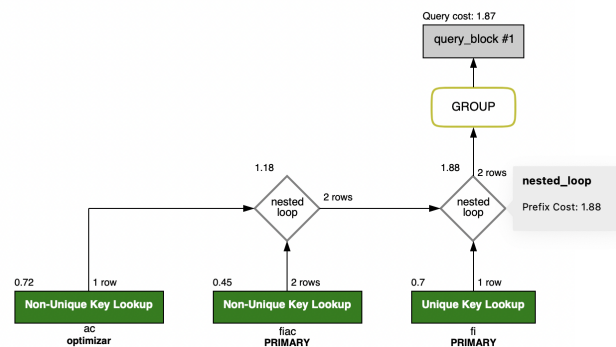 Query cost: 1.87
query_block #1
GROUP
1.18
nested
loop
2 rows
1.88
2 rows
nested
loop
nested_loop
Prefix Cost: 1.88
0.72
1 row
Non-Unique Key Lookup
ac
optimizar
0.45
2 rows
Non-Unique Key Lookup
fiac
PRIMARY
0.7
1 row
Unique Key Lookup
fi
PRIMARY